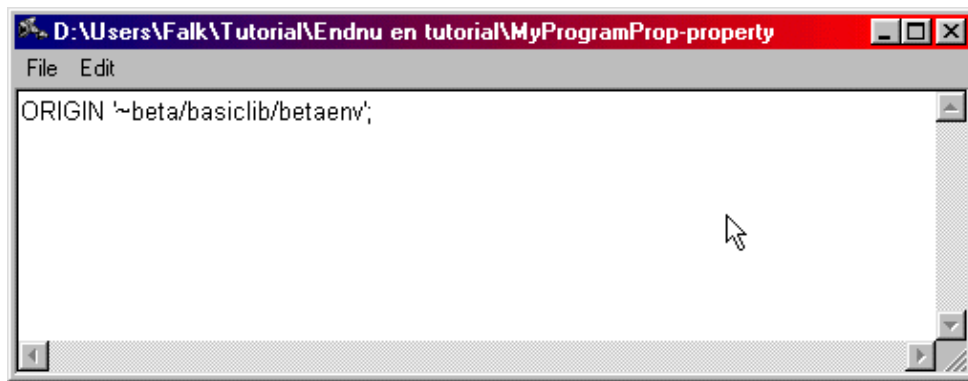 D:\Users\Falk\Tutorial\Endnu en tutorial\MyProgramProp-property
File Edit
ORIGIN '~beta/basiclib/betaenv';